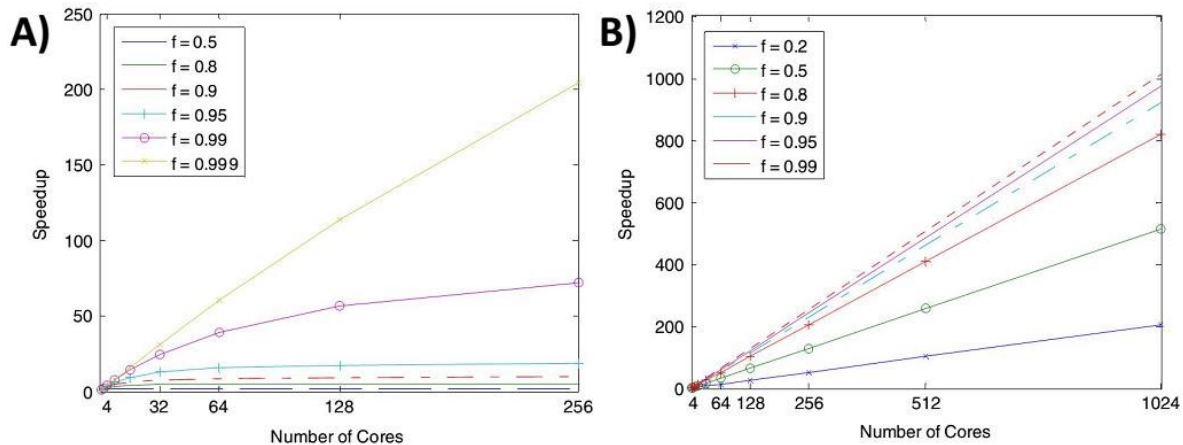 A)
250
200
150
100
50
0
Speedup
f = 0.5
f = 0.8
f = 0.9
f = 0.95
f = 0.99
f = 0.999
4 32 64 128 256
Number of Cores
B)
1200
1000
800
600
400
200
0
Speedup
f = 0.2
f = 0.5
f = 0.8
f = 0.9
f = 0.95
f = 0.99
4 64 128 256 512 1024
Number of Cores